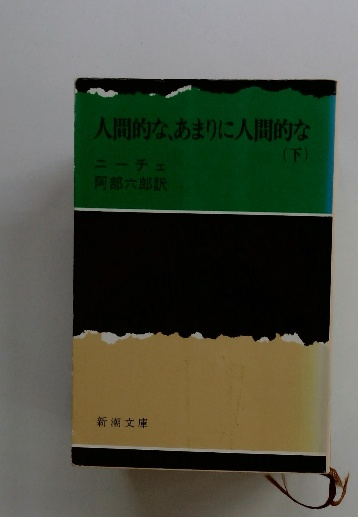 人間的な、あまりに人間的な
(下)
ニーチェ
阿部六郎訳
新潮文庫